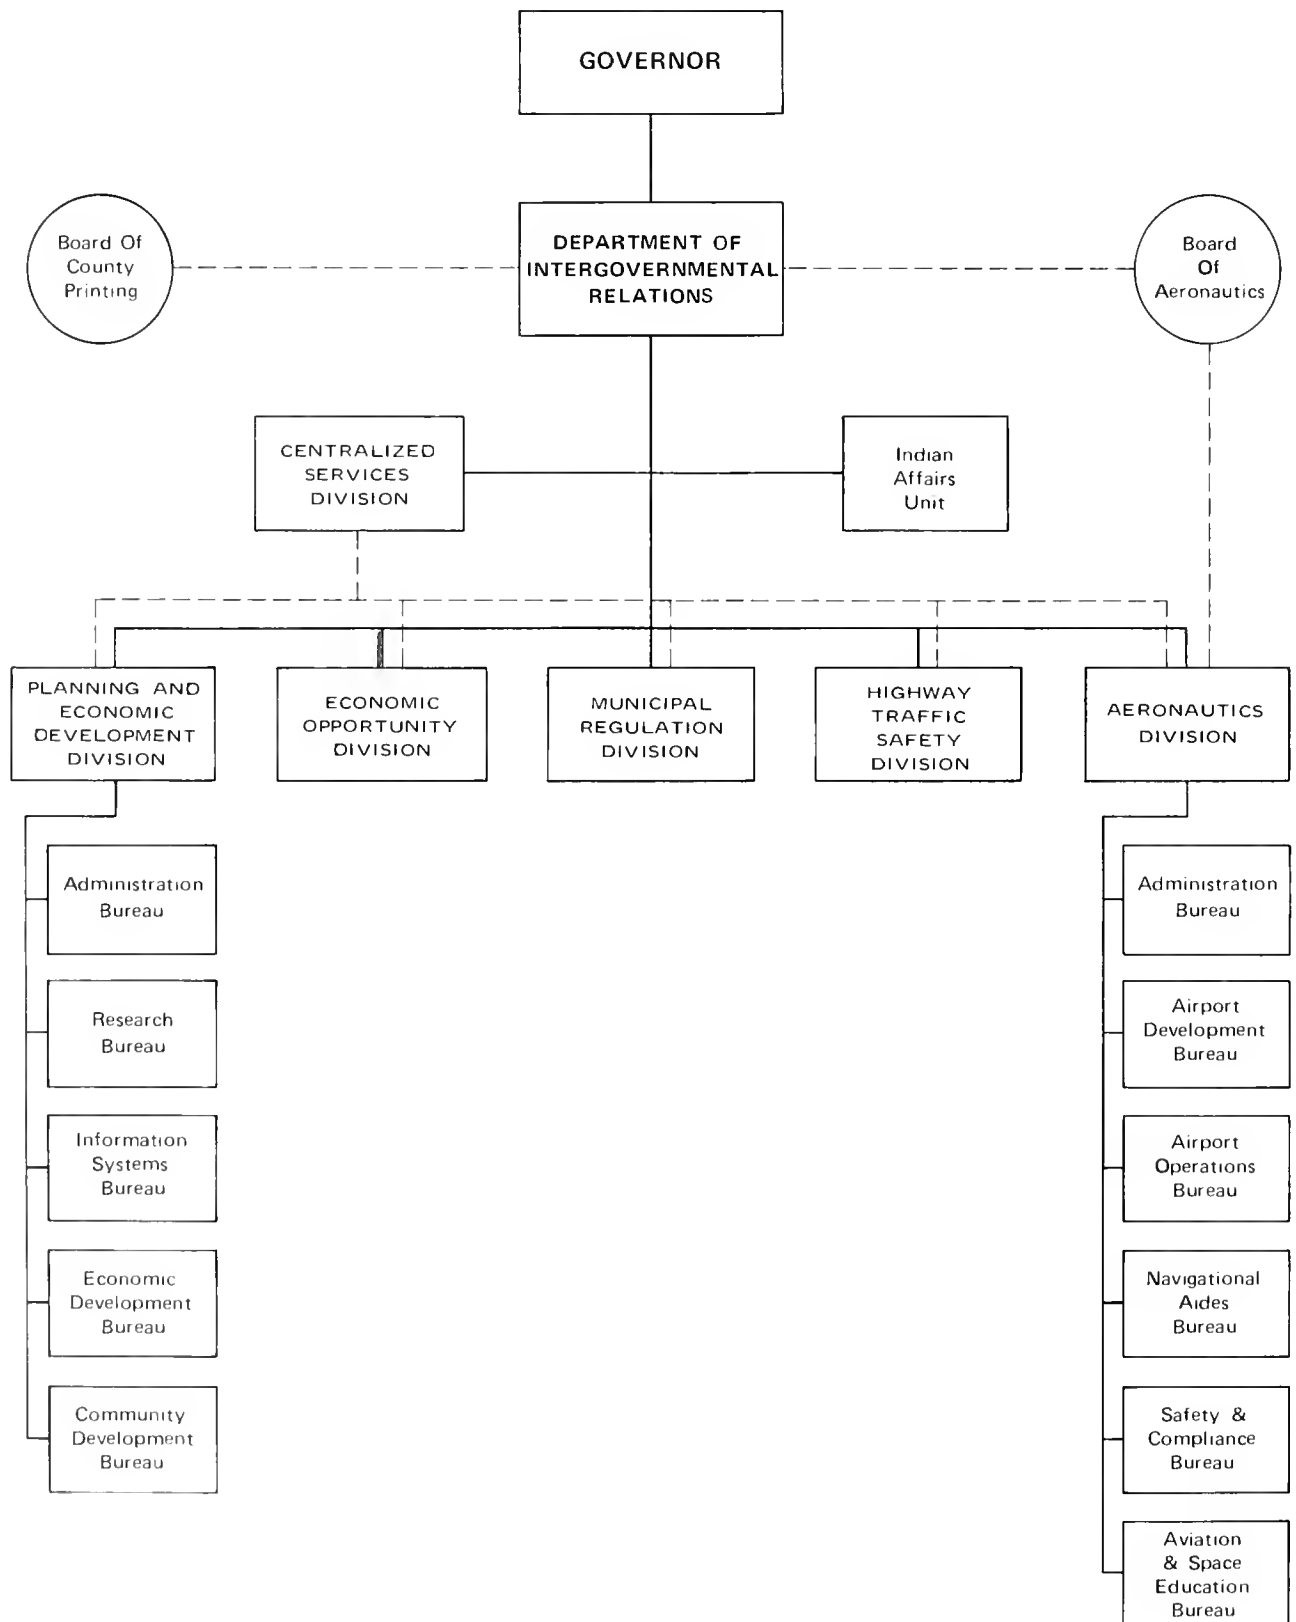 GOVERNOR
Board Of
County
Printing
DEPARTMENT OF
INTERGOVERNMENTAL
RELATIONS
Board
Of
Aeronautics
CENTRALIZED
SERVICES
DIVISION
Indian
Affairs
Unit
PLANNING AND
ECONOMIC
DEVELOPMENT
DIVISION
ECONOMIC
OPPORTUNITY
DIVISION
MUNICIPAL
REGULATION
DIVISION
HIGHWAY
TRAFFIC
SAFETY
DIVISION
AERONAUTICS
DIVISION
Administration
Bureau
Research
Bureau
Information
Systems
Bureau
Economic
Development
Bureau
Community
Development
Bureau
Administration
Bureau
Airport
Development
Bureau
Airport
Operations
Bureau
Navigational
Aides
Bureau
Safety &
Compliance
Bureau
Aviation
& Space
Education
Bureau